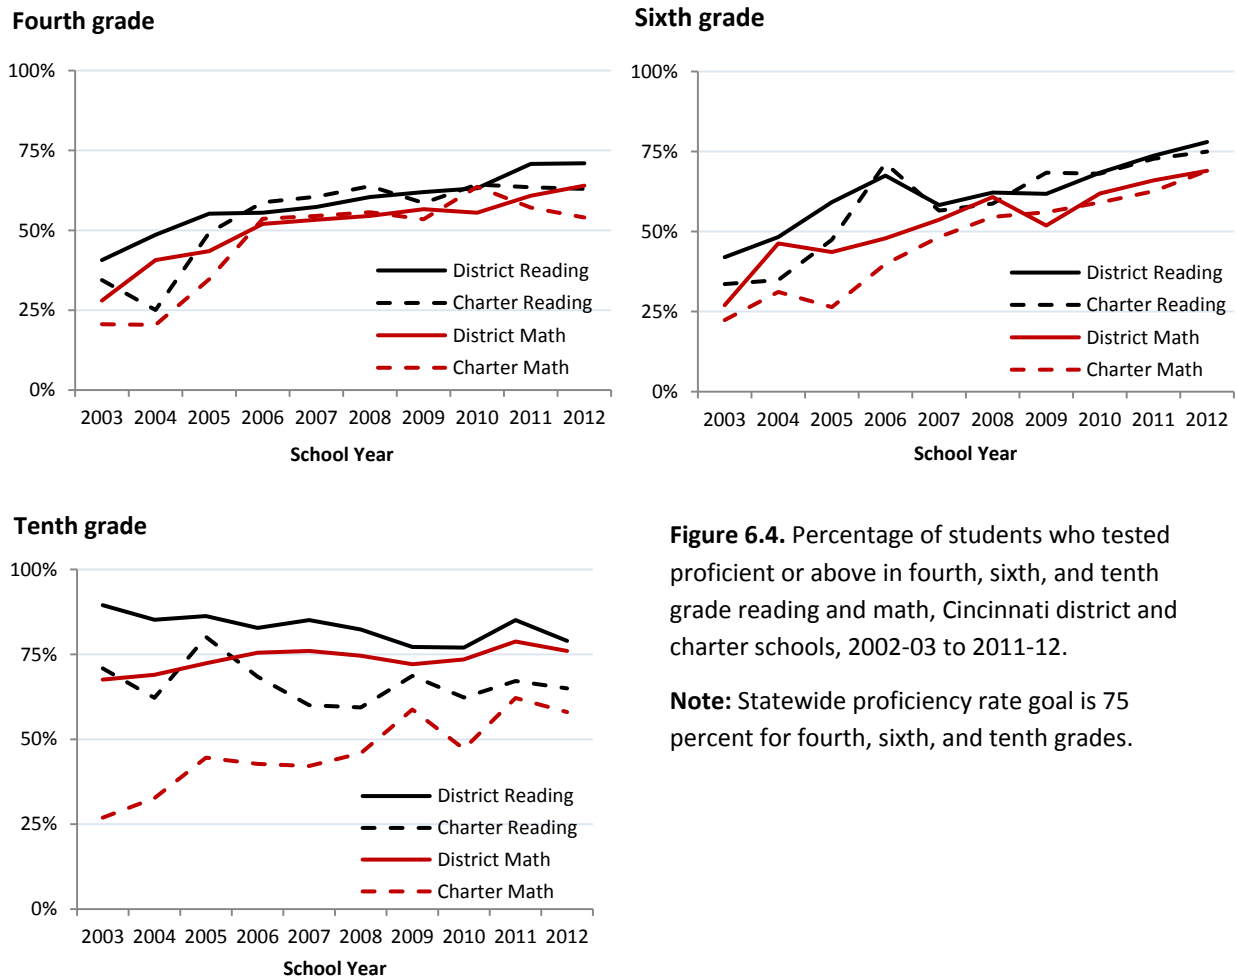 Fourth grade
100%
75%
50%
25%
0%
District Reading
Charter Reading
District Math
Charter Math
2003 2004 2005 2006 2007 2008 2009 2010 2011 2012
School Year
Sixth grade
100%
75%
50%
25%
0%
District Reading
Charter Reading
District Math
Charter Math
2003 2004 2005 2006 2007 2008 2009 2010 2011 2012
School Year
Tenth grade
100%
75%
50%
25%
0%
District Reading
Charter Reading
District Math
Charter Math
2003 2004 2005 2006 2007 2008 2009 2010 2011 2012
School Year
Figure 6.4. Percentage of students who tested
proficient or above in fourth, sixth, and tenth
grade reading and math, Cincinnati district and
charter schools, 2002-03 to 2011-12.
Note: Statewide proficiency rate goal is 75
percent for fourth, sixth, and tenth grades.